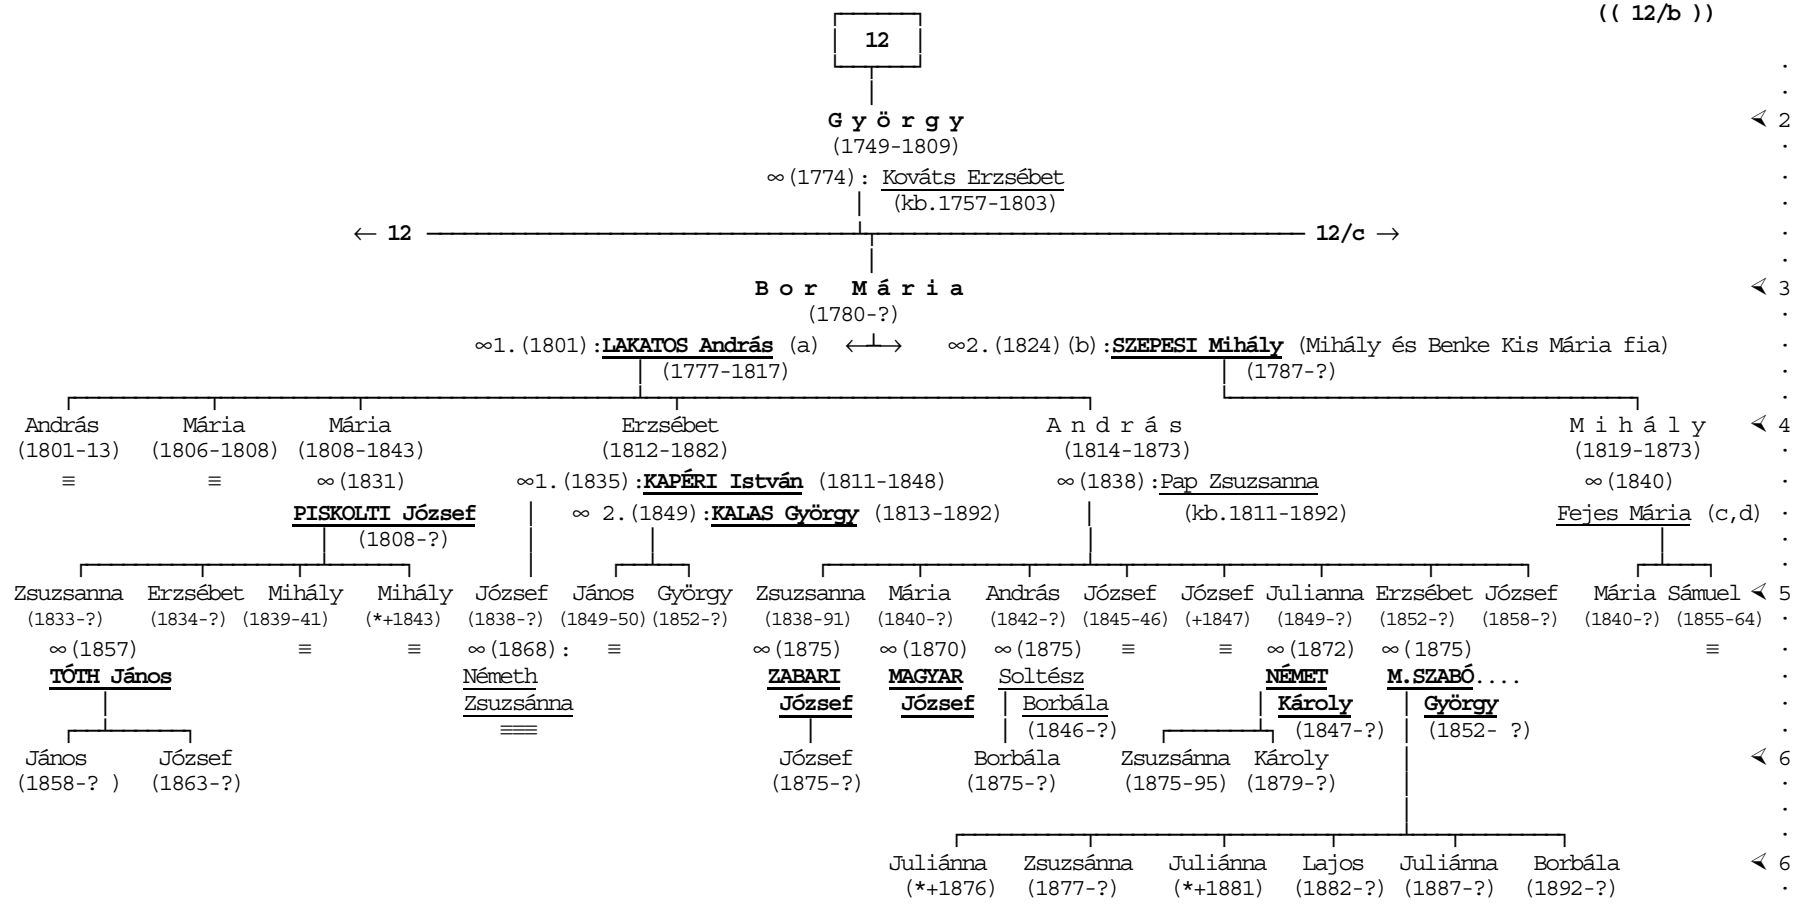 (( 12/b ))
12
G y ö r g y ⮘ 2
(1749-1809)
∞(1774): Kováts Erzsébet
(kb.1757-1803)
← 12 12/c →
B o r M á r i a ⮘ 3
(1780-?)
∞1.(1801):LAKATOS András (a) ←┴→ ∞2.(1824)(b):SZEPESI Mihály (Mihály és Benke Kis Mária fia)
(1777-1817) (1787-?)
András Mária Mária Erzsébet A n d r á s M i h á l y ⮘ 4
(1801-13) (1806-1808) (1808-1843) (1812-1882) (1814-1873) (1819-1873)
≡ ≡ ∞(1831) ∞1.(1835):KAPÉRI István (1811-1848) ∞(1838):Pap Zsuzsanna ∞(1840)
PISKOLTI József ∞ 2.(1849):KALAS György (1813-1892) (kb.1811-1892) Fejes Mária (c,d)
(1808-?)
Zsuzsanna Erzsébet Mihály Mihály József János György Zsuzsanna Mária András József József Julianna Erzsébet József Mária Sámuel ⮘ 5
(1833-?) (1834-?) (1839-41) (*+1843) (1838-?) (1849-50) (1852-?) (1838-91) (1840-?) (1842-?) (1845-46) (+1847) (1849-?) (1852-?) (1858-?) (1840-?) (1855-64)
∞(1857) ≡ ≡ ∞(1868): ≡ ∞(1875) ∞(1870) ∞(1875) ≡ ≡ ∞(1872) ∞(1875) ≡
TÓTH János Németh ZABARI MAGYAR Soltész NÉMET M.SZABÓ....
Zsuzsánna József József Borbála Károly György
≡≡≡ (1846-?) (1847-?) (1852- ?)
János József József Borbála Zsuzsánna Károly ⮘ 6
(1858-? ) (1863-?) (1875-?) (1875-?) (1875-95) (1879-?)
Juliánna Zsuzsánna Juliánna Lajos Juliánna Borbála ⮘ 6
(*+1876) (1877-?) (*+1881) (1882-?) (1887-?) (1892-?)